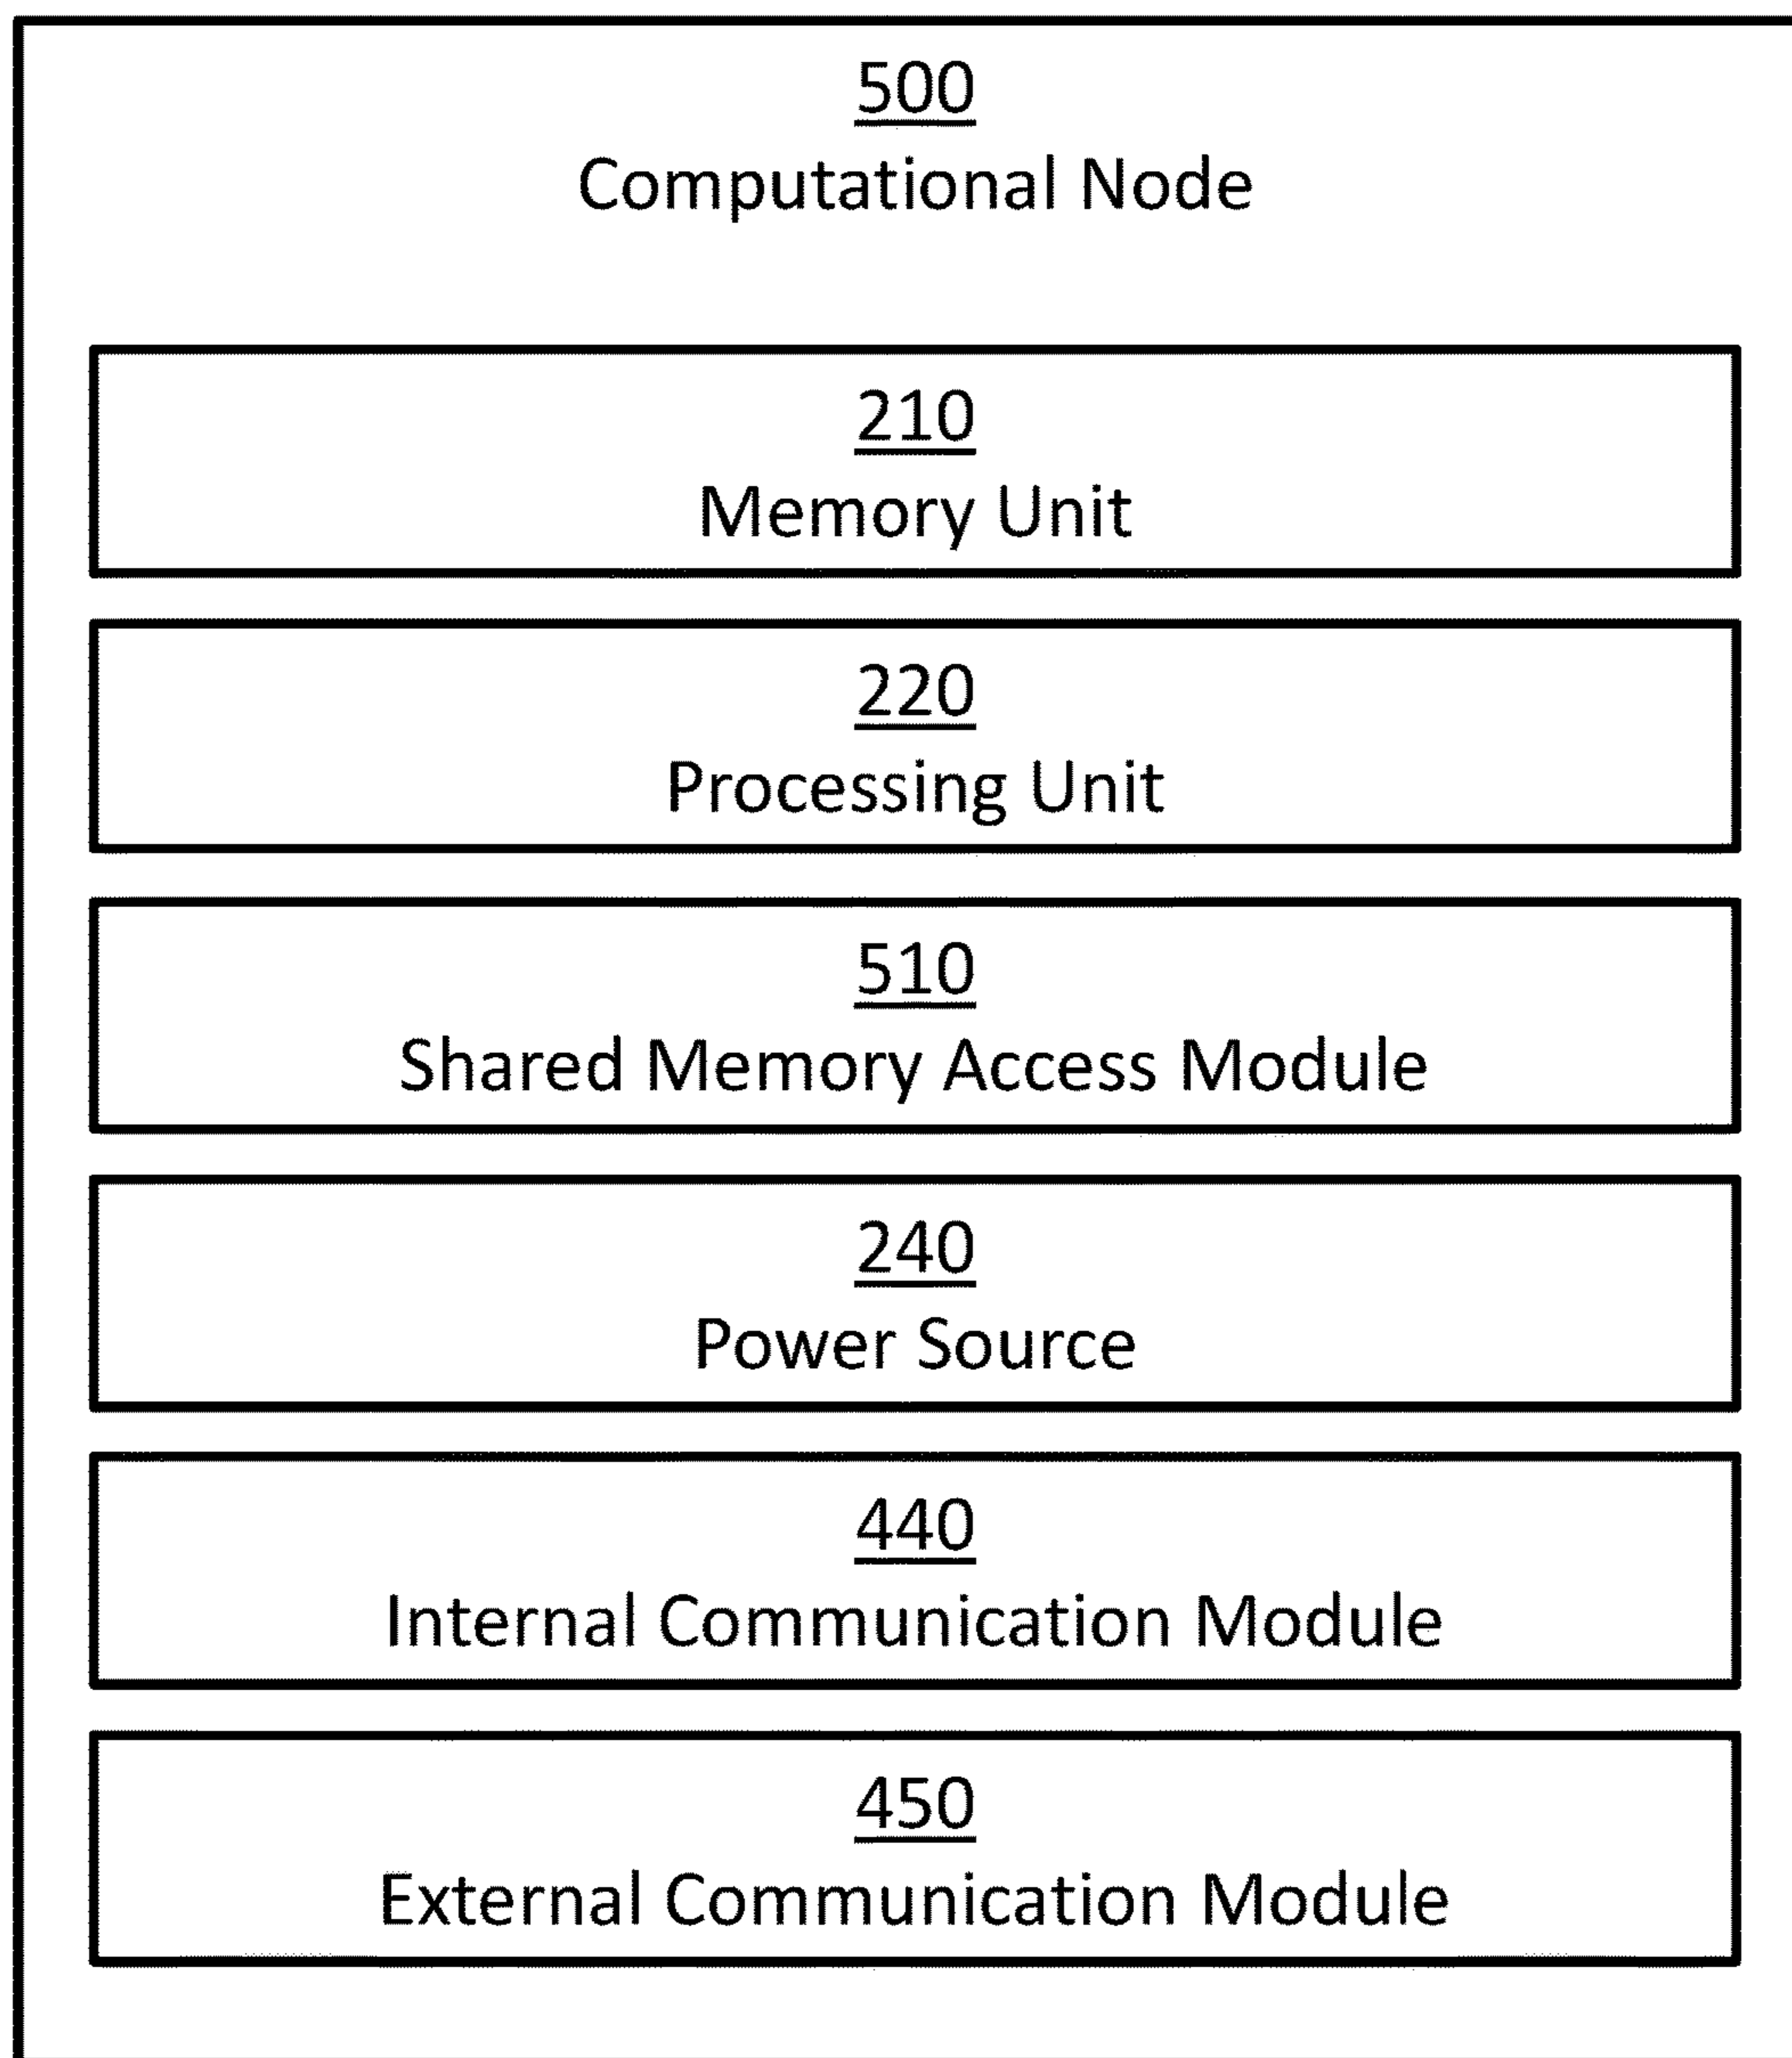 500
Computational Node
210
Memory Unit
220
Processing Unit
510
Shared Memory Access Module
240
Power Source
440
Internal Communication Module
450
External Communication Module